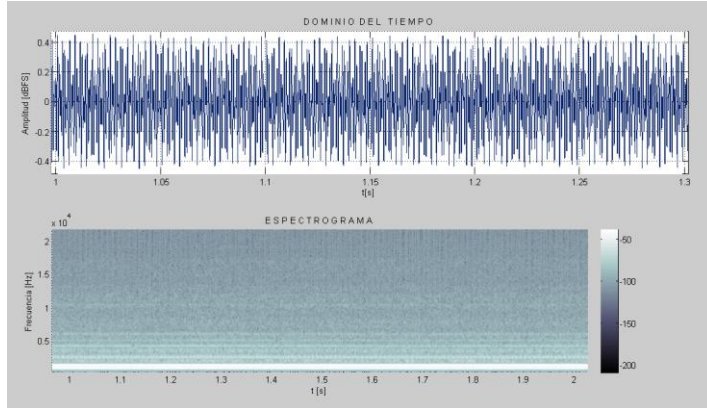 DOMINIO DEL TIEMPO
Amplitud [dBFS]
0.4
0.2
0
-0.2
-0.4
1 1.05 1.1 1.15 1.2 1.25 1.3
t[s]
ESPECTROGRAMA
x 10 4
Frecuencia [Hz]
2
1.5
1
0.5
1 1.1 1.2 1.3 1.4 1.5 1.6 1.7 1.8 1.9 2
t [s]
-50
-100
-150
-200